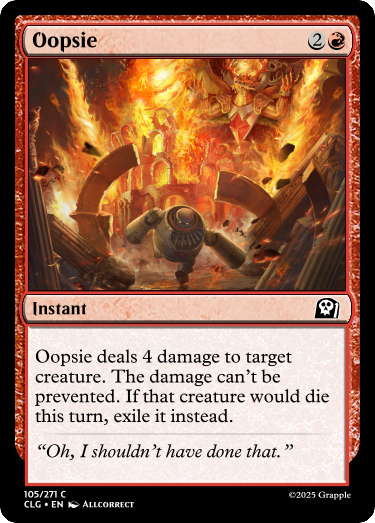 Oopsie 2
Instant
Oopsie deals 4 damage to target
creature. The damage can't be
prevented. If that creature would die
this turn, exile it instead.
“Oh, I shouldn't have done that.”
105/271 C
CLG • EN Allcorrect
©2025 Grapple